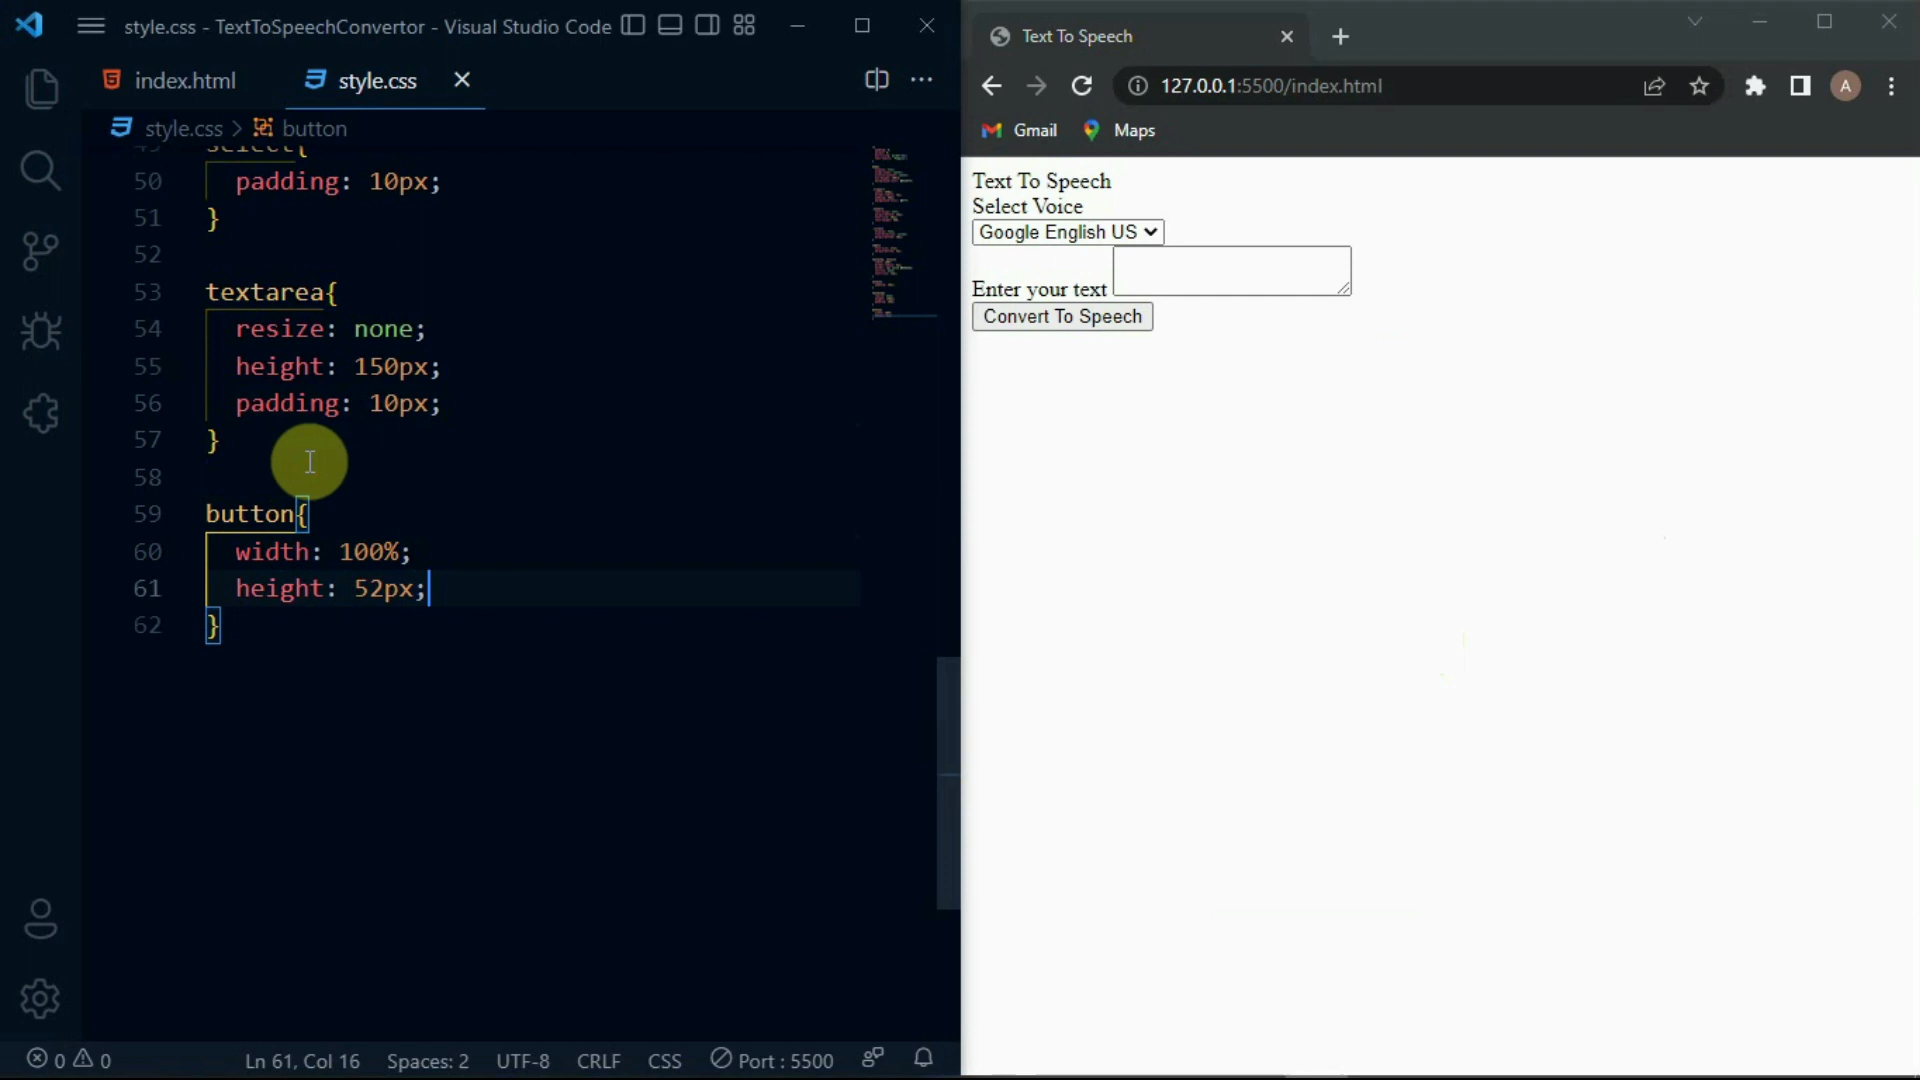 style.css - TextToSpeechConvertor - Visual Studio Code
index.html
style.css
style.css > button
50 padding: 10px;
51 }
52
53 textarea{
54 resize: none;
55 height: 150px;
56 padding: 10px;
57 }
58
59 button{
60 width: 100%;
61 height: 52px;
62 }
0 0
Ln 61, Col 16
Spaces: 2
UTF-8
CRLF
CSS
Port : 5500
Text To Speech
127.0.0.1:5500/index.html
A
Gmail
Maps
Text To Speech
Select Voice
Google English US
Enter your text
Convert To Speech